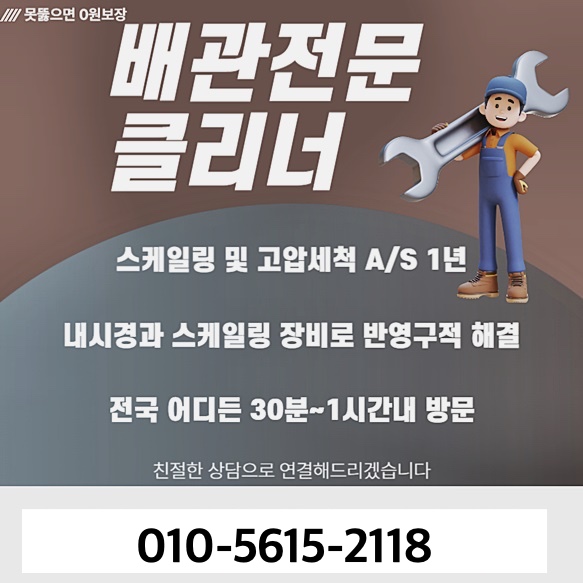 //// 못뚫으면 0원보장
배관전문
클리너
스케일링 및 고압세척 A/S 1년
내시경과 스케일링 장비로 반영구적 해결
전국 어디든 30분~1시간내 방문
친절한 상담으로 연결해드리겠습니다
010-5615-2118